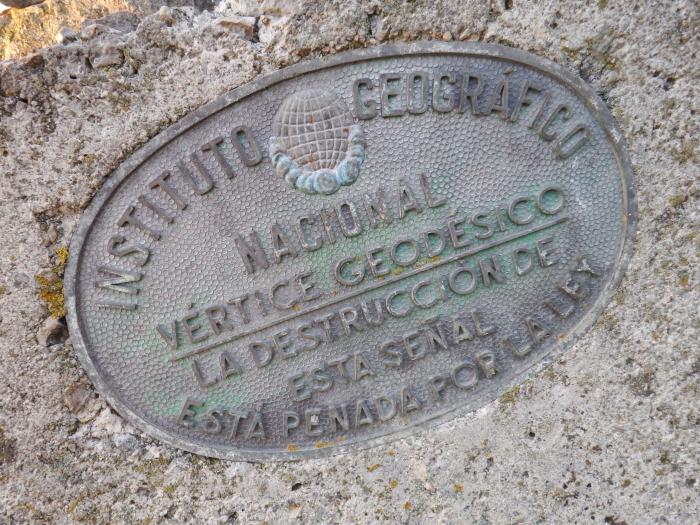 INSTITUTO GEOGRÁFICO
NACIONAL
VÉRTICE GEODÉSICO
LA DESTRUCCIÓN DE
ESTA SEÑAL
ESTÁ PENADA POR LA LEY